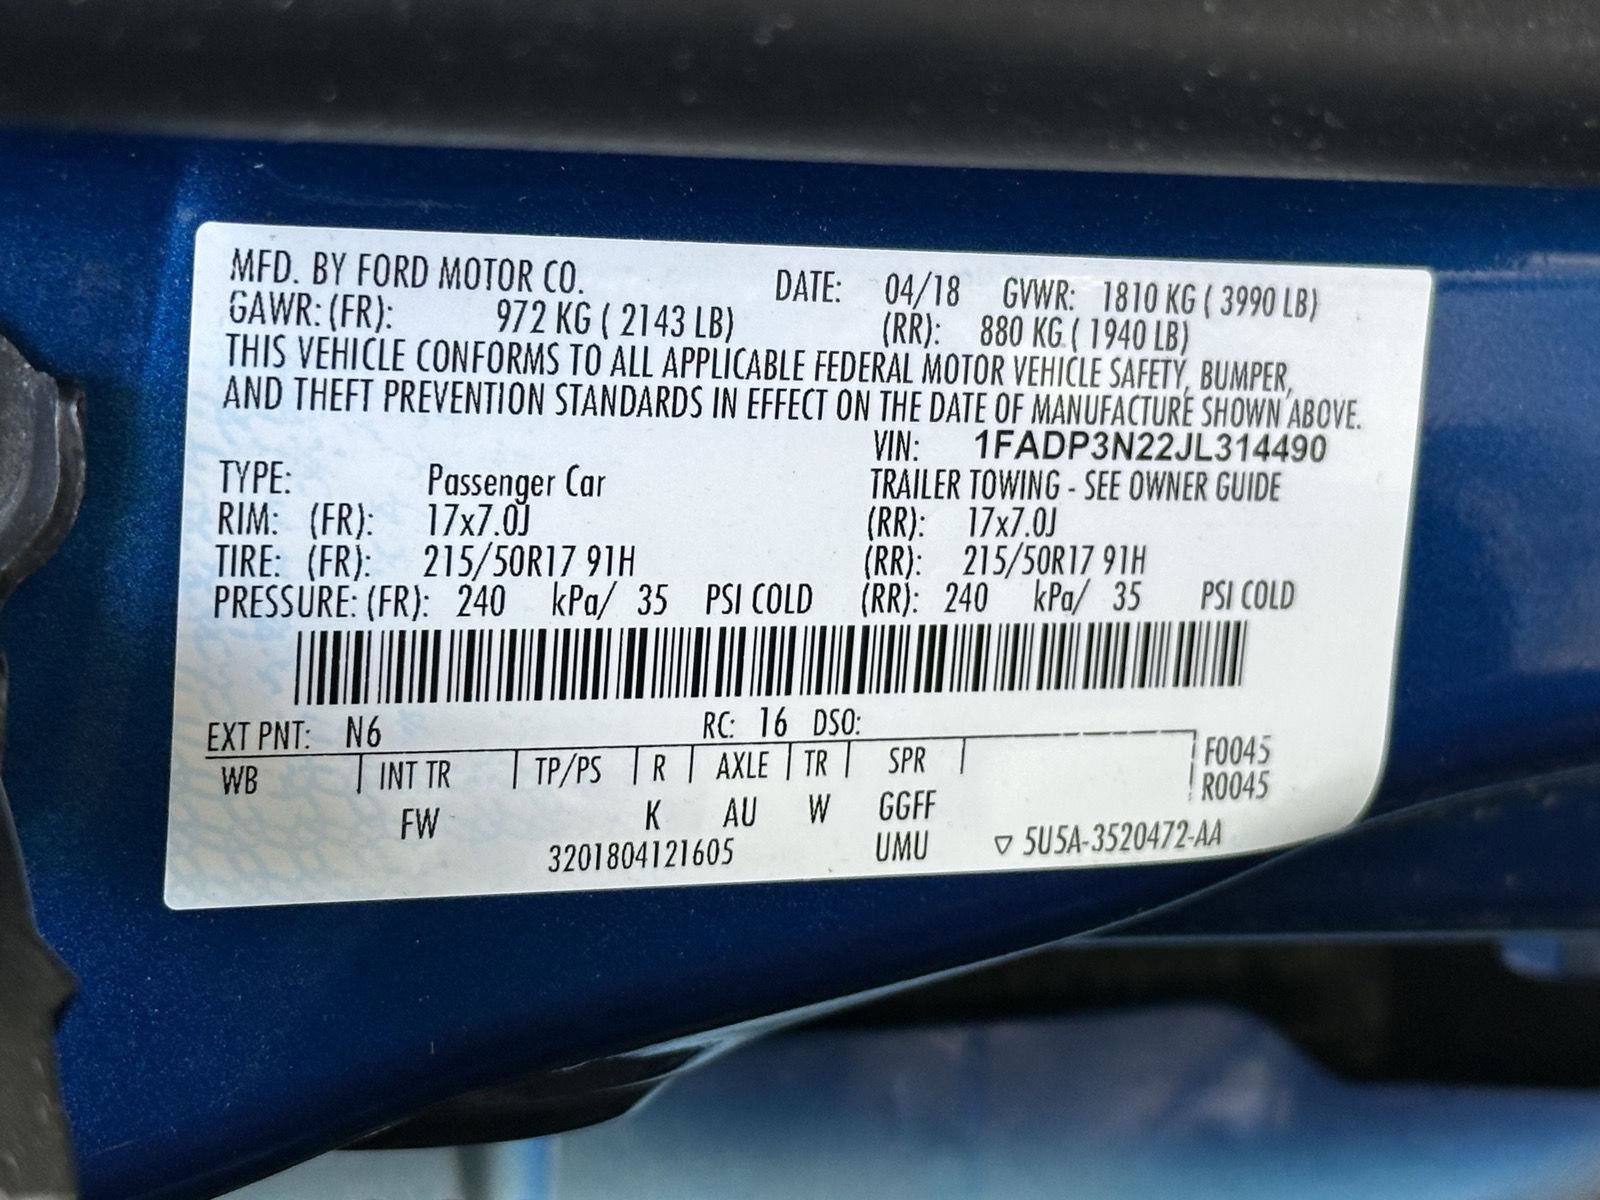 MFD. BY FORD MOTOR CO. DATE: 04/18 GVWR: 1810 KG ( 3990 LB)
GAWR: (FR): 972 KG ( 2143 LB) (RR): 880 KG ( 1940 LB)
THIS VEHICLE CONFORMS TO ALL APPLICABLE FEDERAL MOTOR VEHICLE SAFETY, BUMPER,
AND THEFT PREVENTION STANDARDS IN EFFECT ON THE DATE OF MANUFACTURE SHOWN ABOVE.
VIN: 1FADP3N22JL314490
TYPE: Passenger Car TRAILER TOWING - SEE OWNER GUIDE
RIM: (FR): 17x7.0J (RR): 17x7.0J
TIRE: (FR): 215/50R17 91H (RR): 215/50R17 91H
PRESSURE: (FR): 240 kPa/ 35 PSI COLD (RR): 240 kPa/ 35 PSI COLD
EXT PNT: N6 RC: 16 DSO:
WB INT TR TP/PS R AXLE TR SPR F0045
R0045
FW K AU W GGFF
3201804121605 UMU ▽ 5U5A-3520472-AA